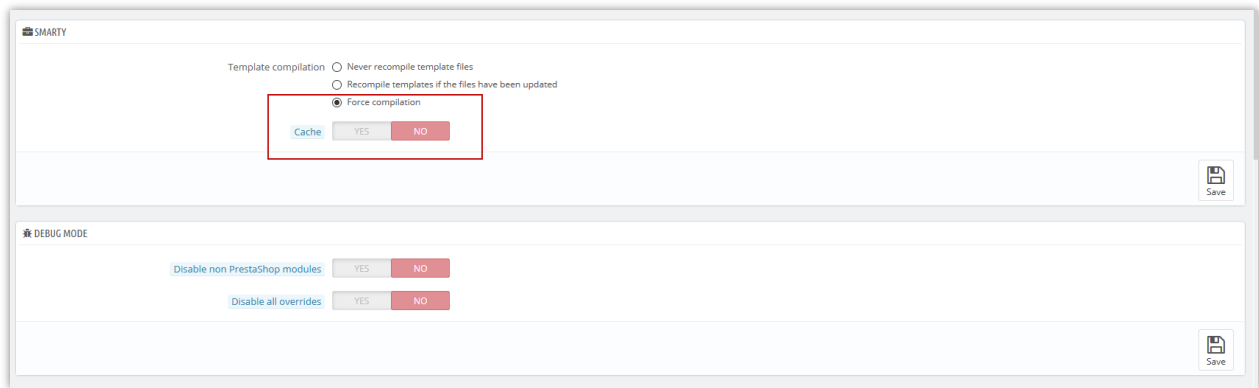 SMARTY
Template compilation Never recompile template files
Recompile templates if the files have been updated
Force compilation
Cache YES NO
Save
DEBUG MODE
Disable non PrestaShop modules YES NO
Disable all overrides YES NO
Save